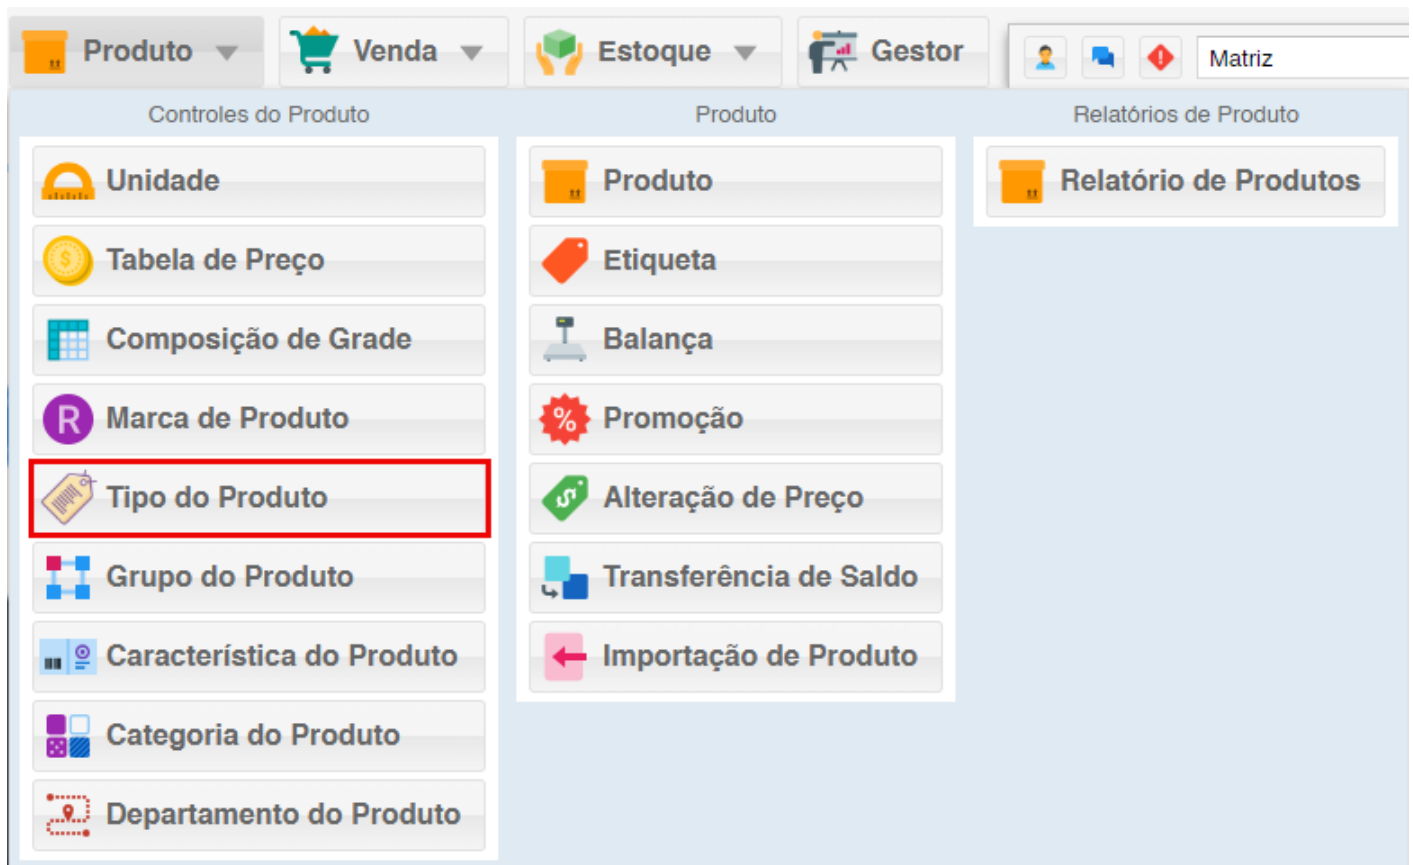 Produto
Venda
Estoque
Gestor
Matriz
Controles do Produto
Unidade
Tabela de Preço
Composição de Grade
Marca de Produto
Tipo do Produto
Grupo do Produto
Característica do Produto
Categoria do Produto
Departamento do Produto
Produto
Produto
Etiqueta
Balança
Promoção
Alteração de Preço
Transferência de Saldo
Importação de Produto
Relatórios de Produto
Relatório de Produtos